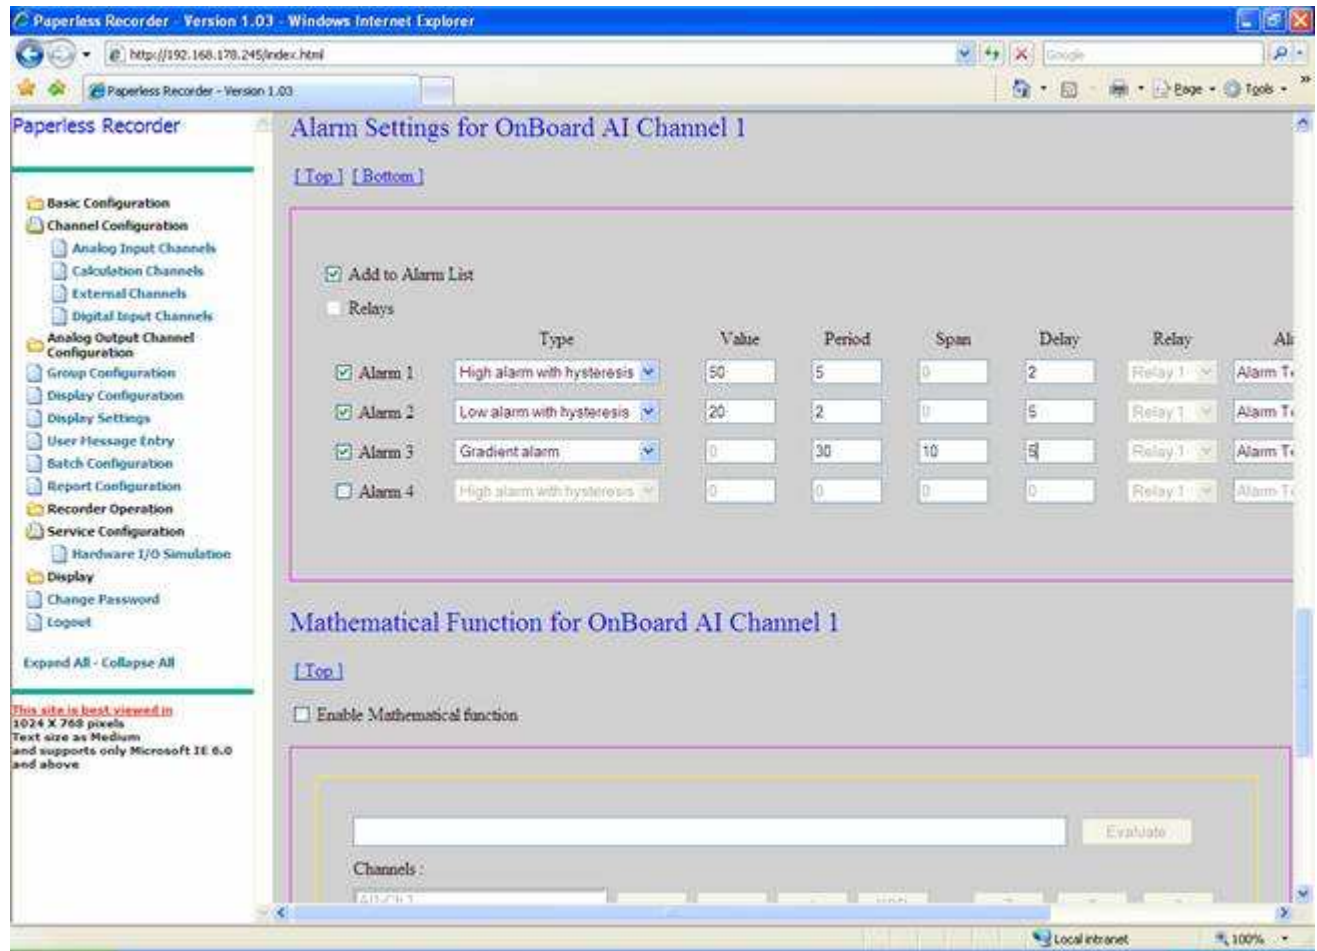 Paperless Recorder - Version 1.03 - Windows Internet Explorer
http://192.168.178.245/index.html
Google
Paperless Recorder - Version 1.03
Page
Tools
Paperless Recorder
Basic Configuration
Channel Configuration
Analog Input Channels
Calculation Channels
External Channels
Digital Input Channels
Analog Output Channel
Configuration
Group Configuration
Display Configuration
Display Settings
User Message Entry
Batch Configuration
Report Configuration
Recorder Operation
Service Configuration
Hardware I/O Simulation
Display
Change Password
Logout
Expand All - Collapse All
This site is best viewed in
1024 X 768 pixels
Text size as Medium
and supports only Microsoft IE 6.0
and above
Alarm Settings for OnBoard AI Channel 1
[ Top ] [ Bottom ]
Add to Alarm List
Relays
Type Value Period Span Delay Relay
Alarm 1 High alarm with hysteresis 50 5 0 2 Relay 1 Alarm
Alarm 2 Low alarm with hysteresis 20 2 0 5 Relay 1 Alarm
Alarm 3 Gradient alarm 0 30 10 5 Relay 1 Alarm
Alarm 4 High alarm with hysteresis 0 0 0 0 Relay 1 Alarm
Mathematical Function for OnBoard AI Channel 1
[ Top ]
Enable Mathematical function
Evaluate
Channels :
Local intranet
100%